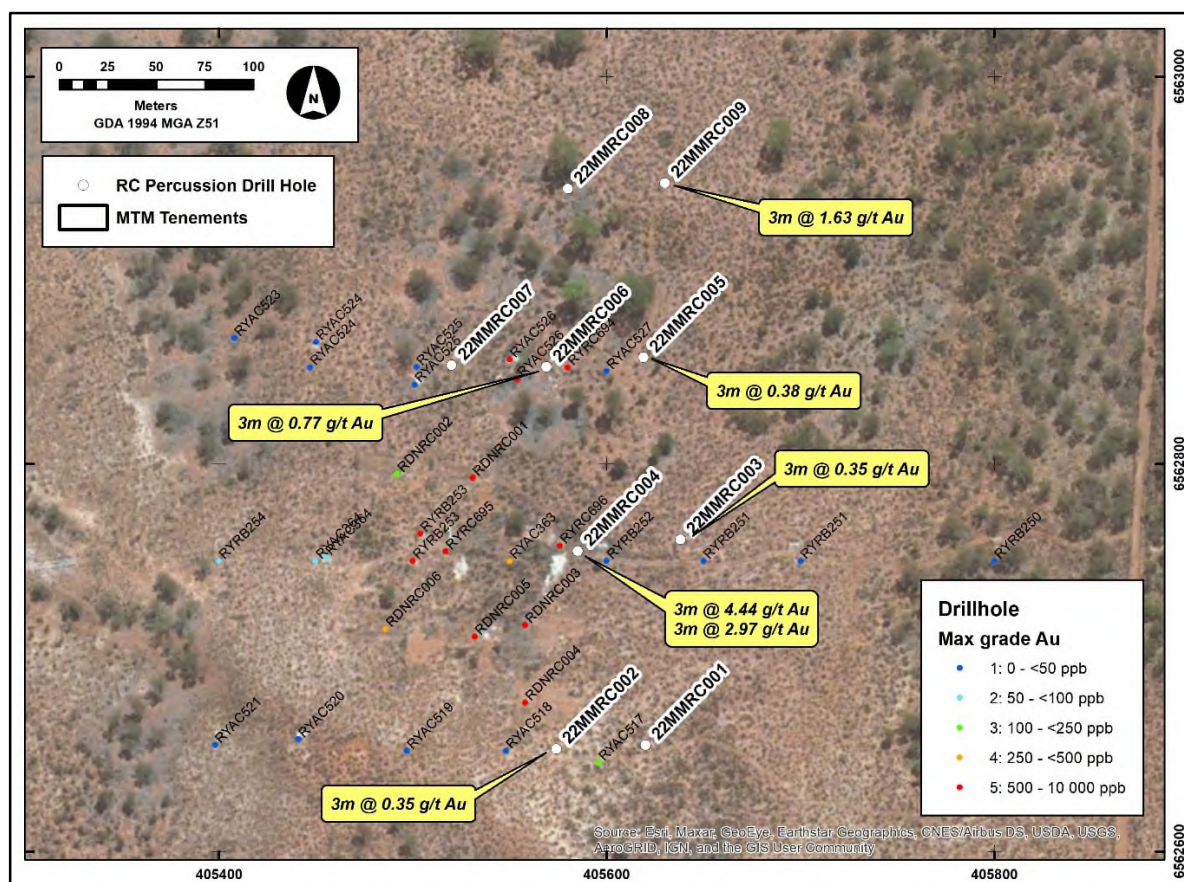 0 25 50 75 100
Meters
GDA 1994 MGA Z51
N
RC Percussion Drill Hole
MTM Tenements
6563000
22MMRC008
22MMRC009
3m @ 1.63 g/t Au
RYAC523
RYAC524
RYAC524
RYAC525
RYAC525
22MMRC007
RYAC526
RYAC526
22MMRC006
RYRC694
RYAC527
22MMRC005
3m @ 0.38 g/t Au
3m @ 0.77 g/t Au
RDNRC002
RDNRC001
6562800
22MMRC004
22MMRC003
3m @ 0.35 g/t Au
RYRB254
RYAC364
RYAC364
RYRB253
RYRB253
RYRC695
RYAC363
RYRC696
RYRB252
RYRB251
RYRB251
RYRB250
RDNRC006
RDNRC005
RDNRC003
3m @ 4.44 g/t Au
3m @ 2.97 g/t Au
RDNRC004
RYAC521
RYAC520
RYAC519
RYAC518
22MMRC002
RYAC517
22MMRC001
3m @ 0.35 g/t Au
Drillhole
Max grade Au
1: 0 - <50 ppb
2: 50 - <100 ppb
3: 100 - <250 ppb
4: 250 - <500 ppb
5: 500 - 10 000 ppb
Source: Esri, Maxar, GeoEye, Earthstar Geographics, CNES/Airbus DS, USDA, USGS,
AeroGRID, IGN, and the GIS User Community
6562600
405400 405600 405800